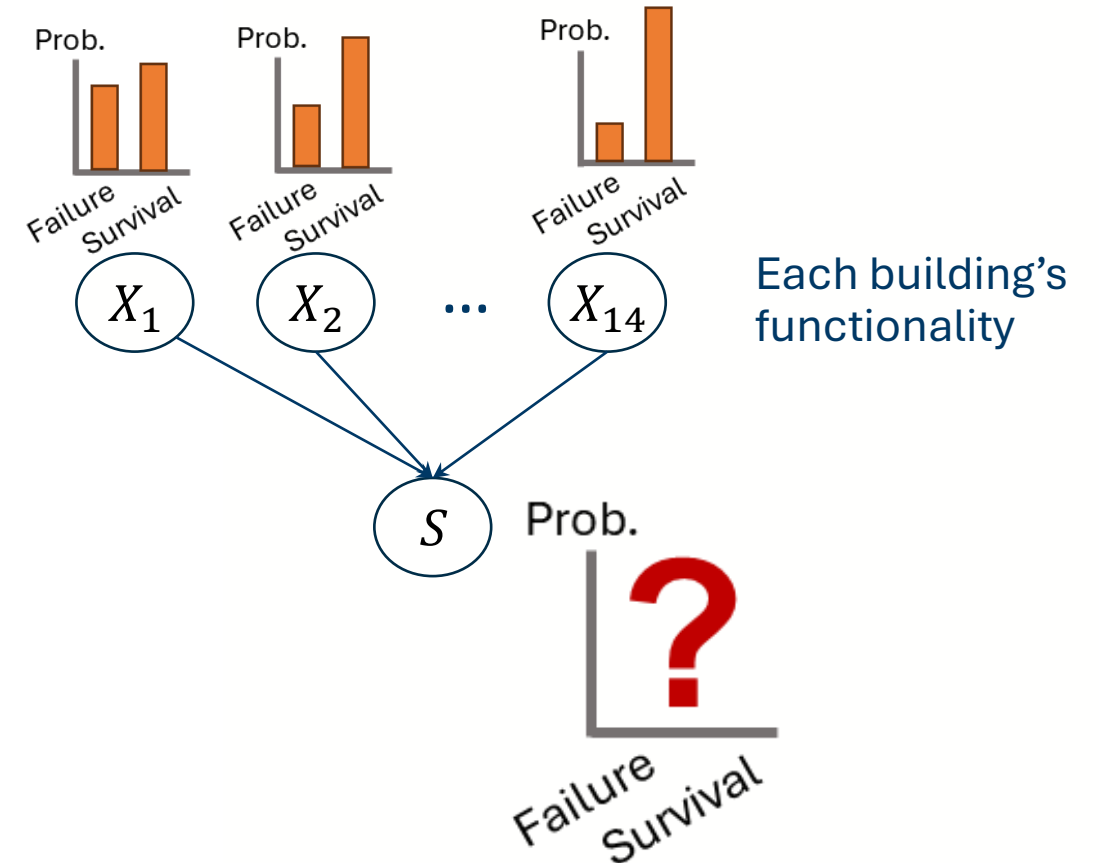 Prob.
Failure
Survival
Prob.
Failure
Survival
Prob.
Failure
Survival
X₁
X₂
...
X₁₄
Each building’s
functionality
S
Prob.
?
Failure
Survival